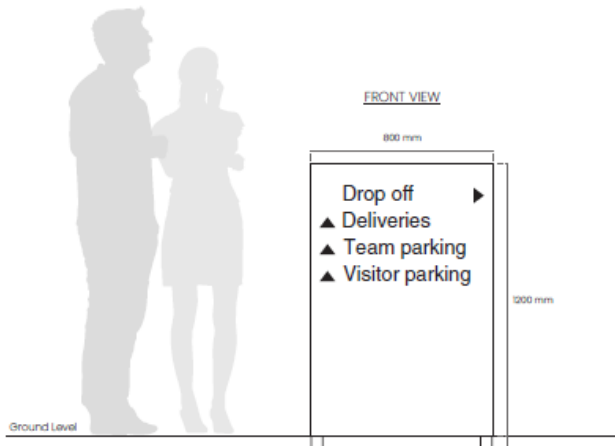 FRONT VIEW
800 mm
Drop off
Deliveries
Team parking
Visitor parking
1200 mm
Ground Level